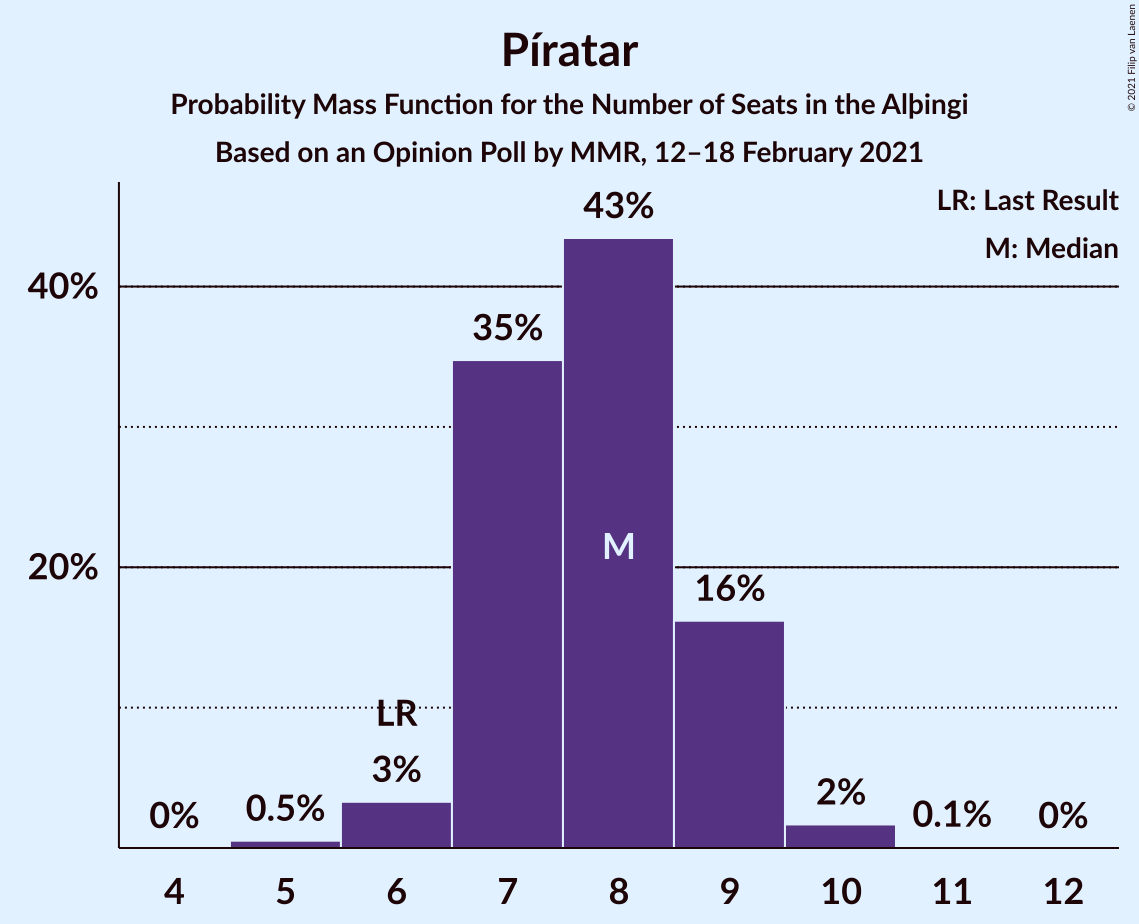 Píratar
Probability Mass Function for the Number of Seats in the Alþingi
Based on an Opinion Poll by MMR, 12–18 February 2021
© 2021 Filip van Laenen
LR: Last Result
M: Median
43%
40%
35%
M
20%
16%
LR
3%
2%
0%
0.5%
0.1%
0%
4 5 6 7 8 9 10 11 12